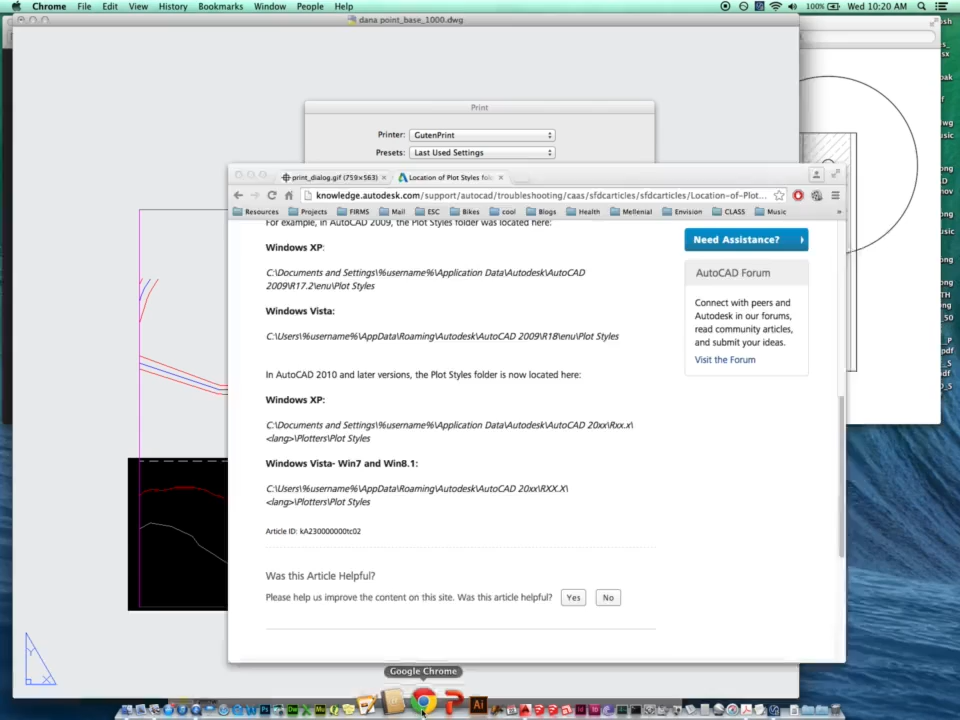 Chrome File Edit View History Bookmarks Window People Help 100% Wed 10:20 AM
dana point_base_1000.dwg
Print
Printer: GutenPrint
Presets: Last Used Settings
print_dialog.gif (759×563) Location of Plot Styles fol
knowledge.autodesk.com/support/autocad/troubleshooting/caas/sfdcarticles/sfdcarticles/Location-of-Plot...
Resources Projects FIRMS Mail ESC Bikes cool Blogs Health Mellenial Envision CLASS Music »
For example, in AutoCAD 2009, the Plot Styles folder was located here:
Windows XP:
C:\Documents and Settings\%username%\Application Data\Autodesk\AutoCAD
2009\R17.2\enu\Plot Styles
Windows Vista:
C:\Users\%username%\AppData\Roaming\Autodesk\AutoCAD 2009\R18\enu\Plot Styles
In AutoCAD 2010 and later versions, the Plot Styles folder is now located here:
Windows XP:
C:\Documents and Settings\%username%\Application Data\Autodesk\AutoCAD 20xx\Rxx.x\
<lang>\Plotters\Plot Styles
Windows Vista- Win7 and Win8.1:
C:\Users\%username%\AppData\Roaming\Autodesk\AutoCAD 20xx\RXX.X\
<lang>\Plotters\Plot Styles
Article ID: kA230000000tc02
Was this Article Helpful?
Please help us improve the content on this site. Was this article helpful? Yes No
Need Assistance?
AutoCAD Forum
Connect with peers and
Autodesk in our forums,
read community articles,
and submit your ideas.
Visit the Forum
Y
X
Google Chrome
Ai